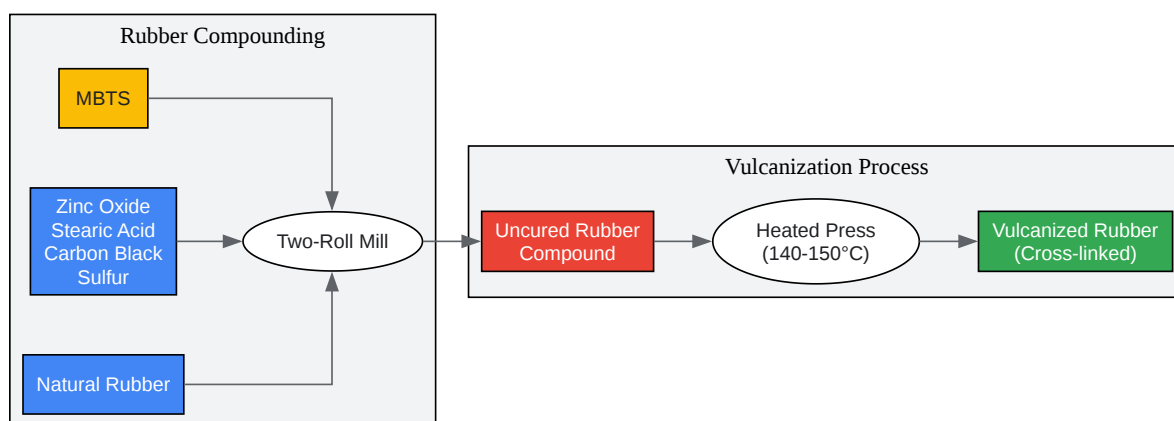 Rubber Compounding
MBTS
Zinc Oxide
Stearic Acid
Carbon Black
Sulfur
Two-Roll Mill
Natural Rubber
Vulcanization Process
Uncured Rubber
Compound
Heated Press
(140-150°C)
Vulcanized Rubber
(Cross-linked)